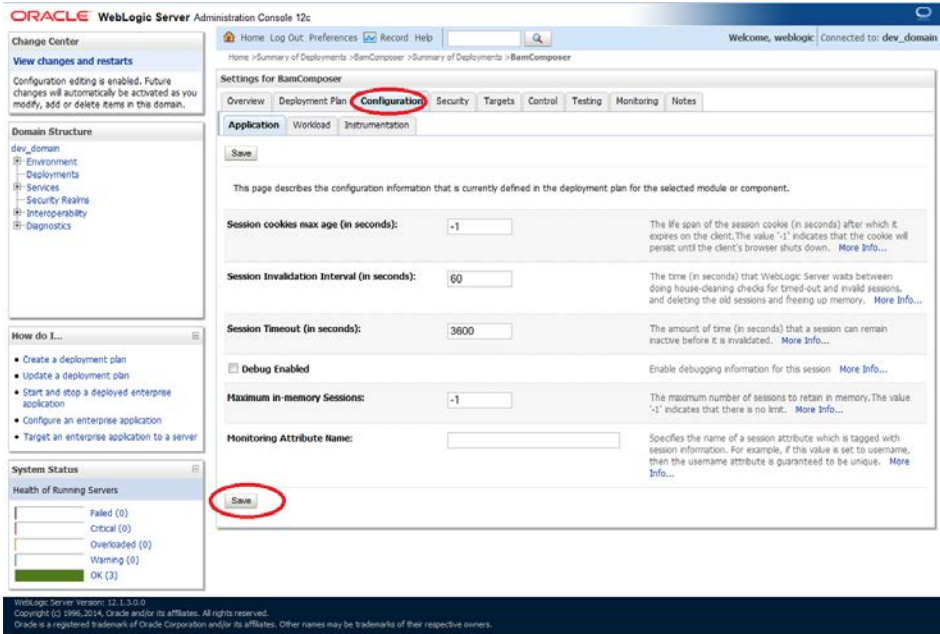 ORACLE WebLogic Server Administration Console 12c
Change Center
View changes and restarts
Configuration editing is enabled. Future
changes will automatically be activated as you
modify, add or delete items in this domain.
Domain Structure
dev_domain
Environment
Deployments
Services
Security Realms
Interoperability
Diagnostics
How do I...
Create a deployment plan
Update a deployment plan
Start and stop a deployed enterprise
application
Configure an enterprise application
Target an enterprise application to a server
System Status
Health of Running Servers
Failed (0)
Critical (0)
Overloaded (0)
Warning (0)
OK (3)
Home Log Out Preferences Record Help
Welcome, weblogic Connected to: dev_domain
Home >Summary of Deployments >BamComposer >Summary of Deployments >BamComposer
Settings for BamComposer
Overview Deployment Plan Configuration Security Targets Control Testing Monitoring Notes
Application Workload Instrumentation
Save
This page describes the configuration information that is currently defined in the deployment plan for the selected module or component.
Session cookies max age (in seconds):
-1
The life span of the session cookie (in seconds) after which it
expires on the client.The value '-1' indicates that the cookie will
persist until the client's browser shuts down. More Info...
Session Invalidation Interval (in seconds):
60
The time (in seconds) that WebLogic Server waits between
doing house-cleaning checks for timed-out and invalid sessions,
and deleting the old sessions and freeing up memory. More Info...
Session Timeout (in seconds):
3600
The amount of time (in seconds) that a session can remain
inactive before it is invalidated. More Info...
Debug Enabled
Enable debugging information for this session More Info...
Maximum in-memory Sessions:
-1
The maximum number of sessions to retain in memory.The value
'-1' indicates that there is no limit. More Info...
Monitoring Attribute Name:
Specifies the name of a session attribute which is tagged with
session information. For example, if this value is set to username,
then the username attribute is guaranteed to be unique. More
Info...
Save
WebLogic Server Version: 12.1.3.0.0
Copyright (c) 1996,2014, Oracle and/or its affiliates. All rights reserved.
Oracle is a registered trademark of Oracle Corporation and/or its affiliates. Other names may be trademarks of their respective owners.